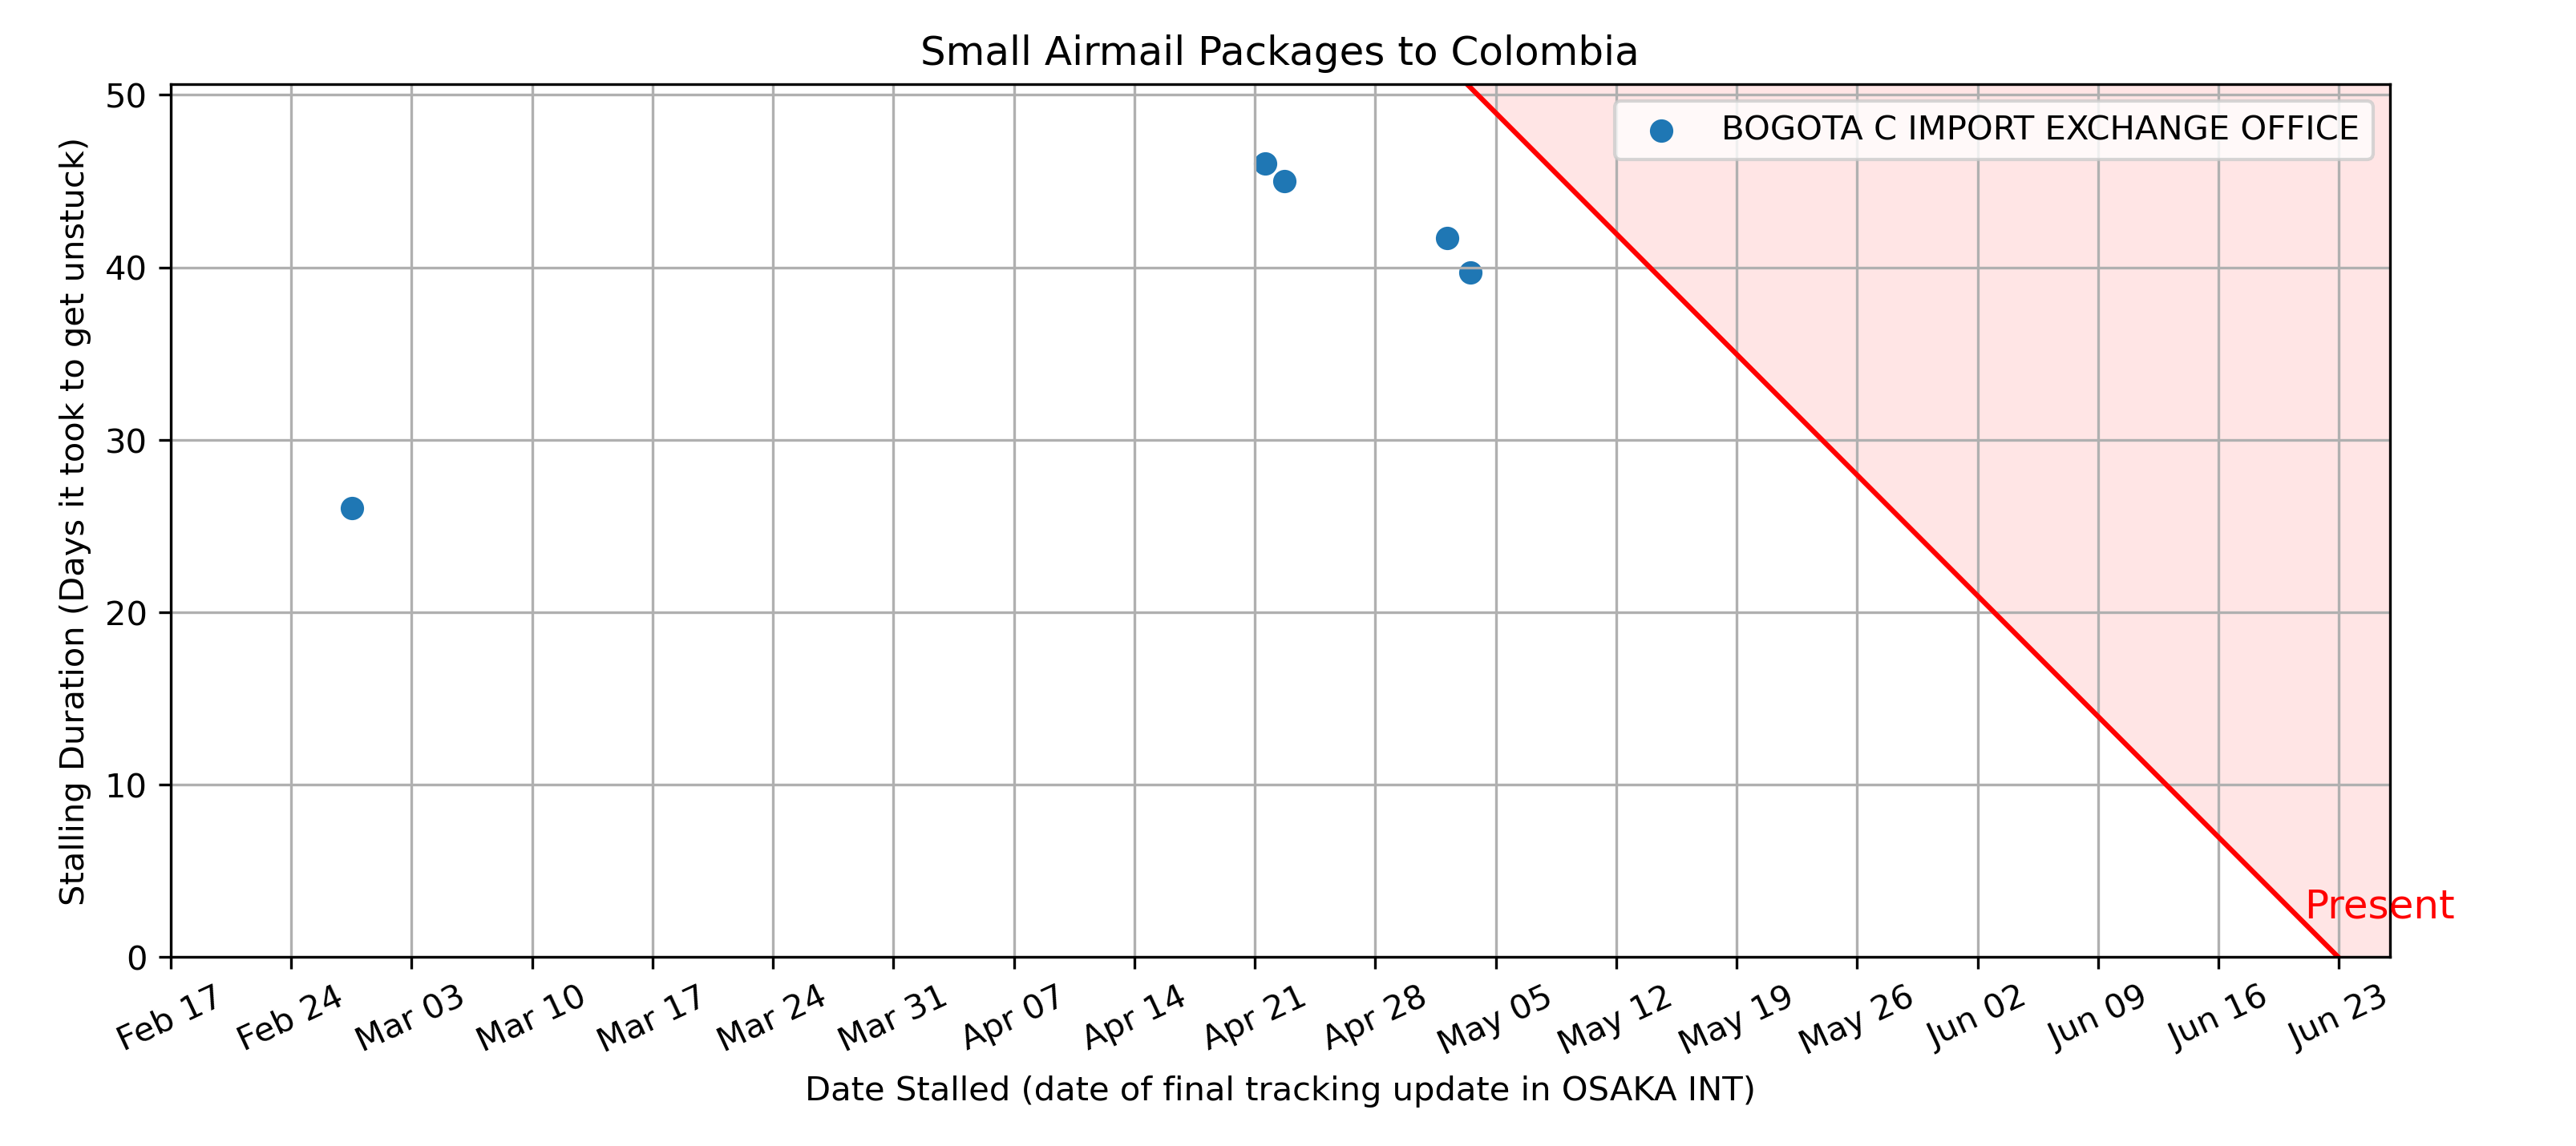 Small Airmail Packages to Colombia
BOGOTA C IMPORT EXCHANGE OFFICE
Stalling Duration (Days it took to get unstuck)
50
40
30
20
10
0
Present
Feb 17
Feb 24
Mar 03
Mar 10
Mar 17
Mar 24
Mar 31
Apr 07
Apr 14
Apr 21
Apr 28
May 05
May 12
May 19
May 26
Jun 02
Jun 09
Jun 16
Jun 23
Date Stalled (date of final tracking update in OSAKA INT)